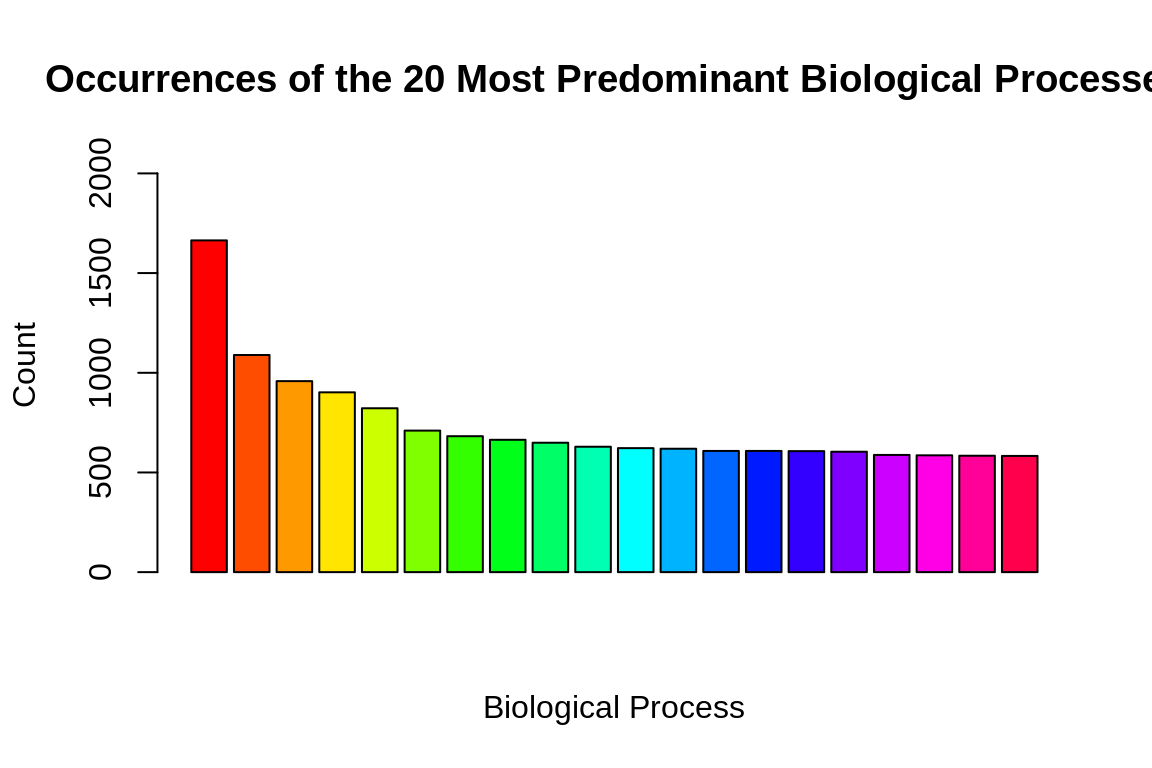 Occurrences of the 20 Most Predominant Biological Processe
2000
1500
1000
500
0
Count
Biological Process